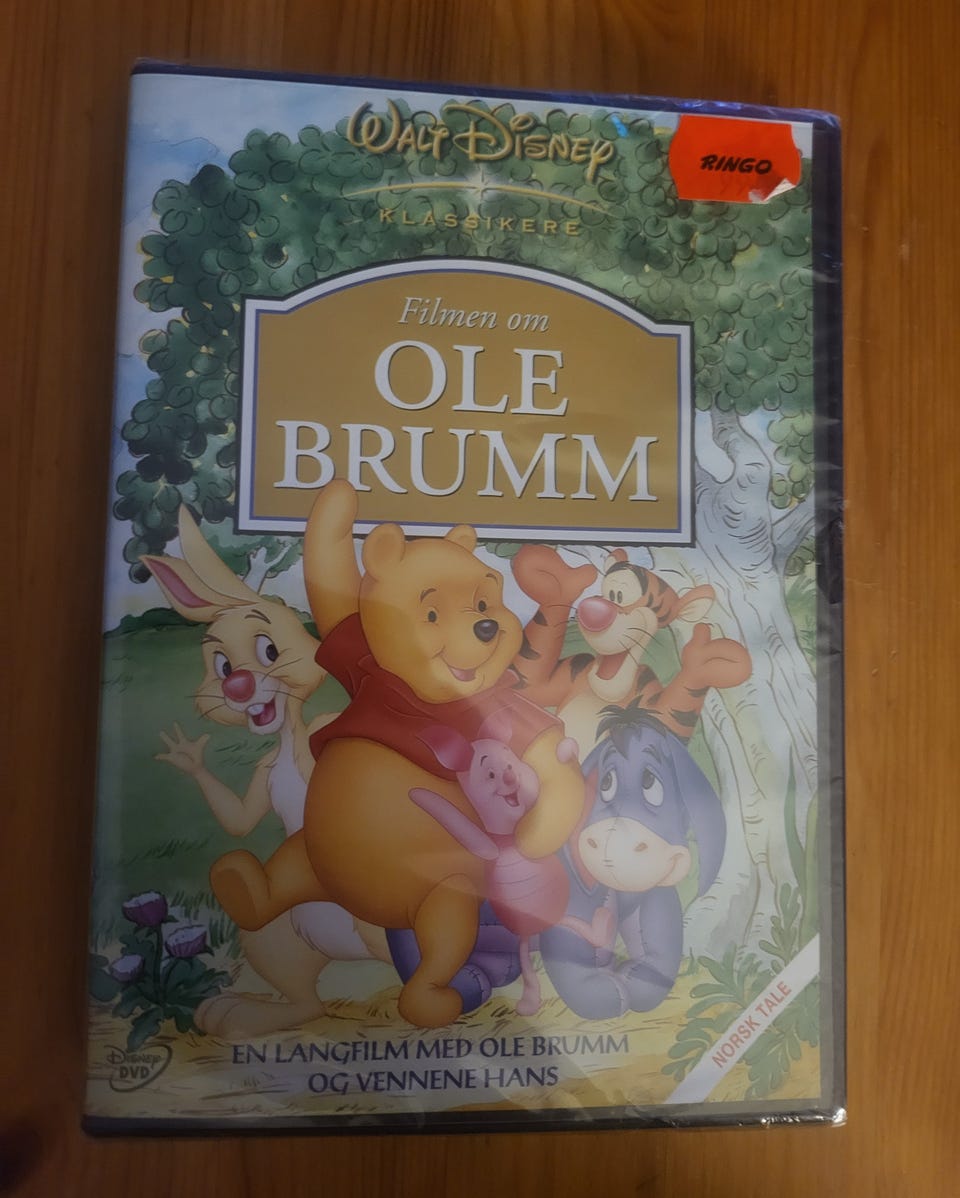 WALT DISNEY
RINGO
KLASSIKERE
Filmen om
OLE
BRUMM
NORSK TALE
EN LANGFILM MED OLE BRUMM
OG VENNENE HANS
DISNEY
DVD